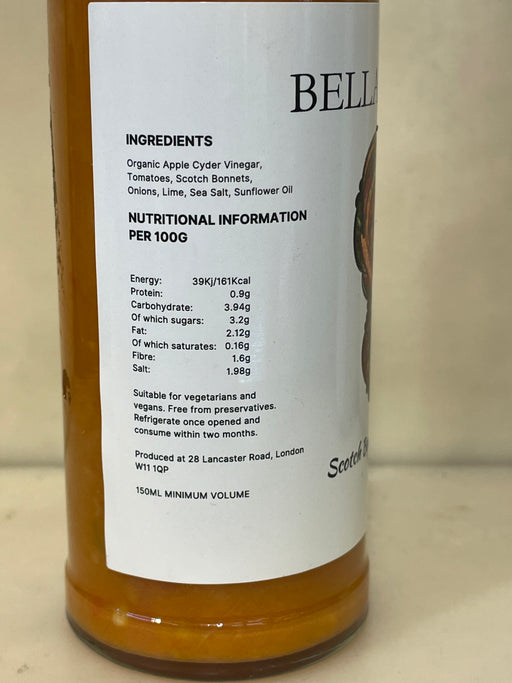 BELLA
INGREDIENTS
Organic Apple Cyder Vinegar,
Tomatoes, Scotch Bonnets,
Onions, Lime, Sea Salt, Sunflower Oil
NUTRITIONAL INFORMATION
PER 100G
Energy: 39Kj/161Kcal
Protein: 0.9g
Carbohydrate: 3.94g
Of which sugars: 3.2g
Fat: 2.12g
Of which saturates: 0.16g
Fibre: 1.6g
Salt: 1.98g
Suitable for vegetarians and
vegans. Free from preservatives.
Refrigerate once opened and
consume within two months.
Produced at 28 Lancaster Road, London
W11 1QP
150ML MINIMUM VOLUME
Scotch